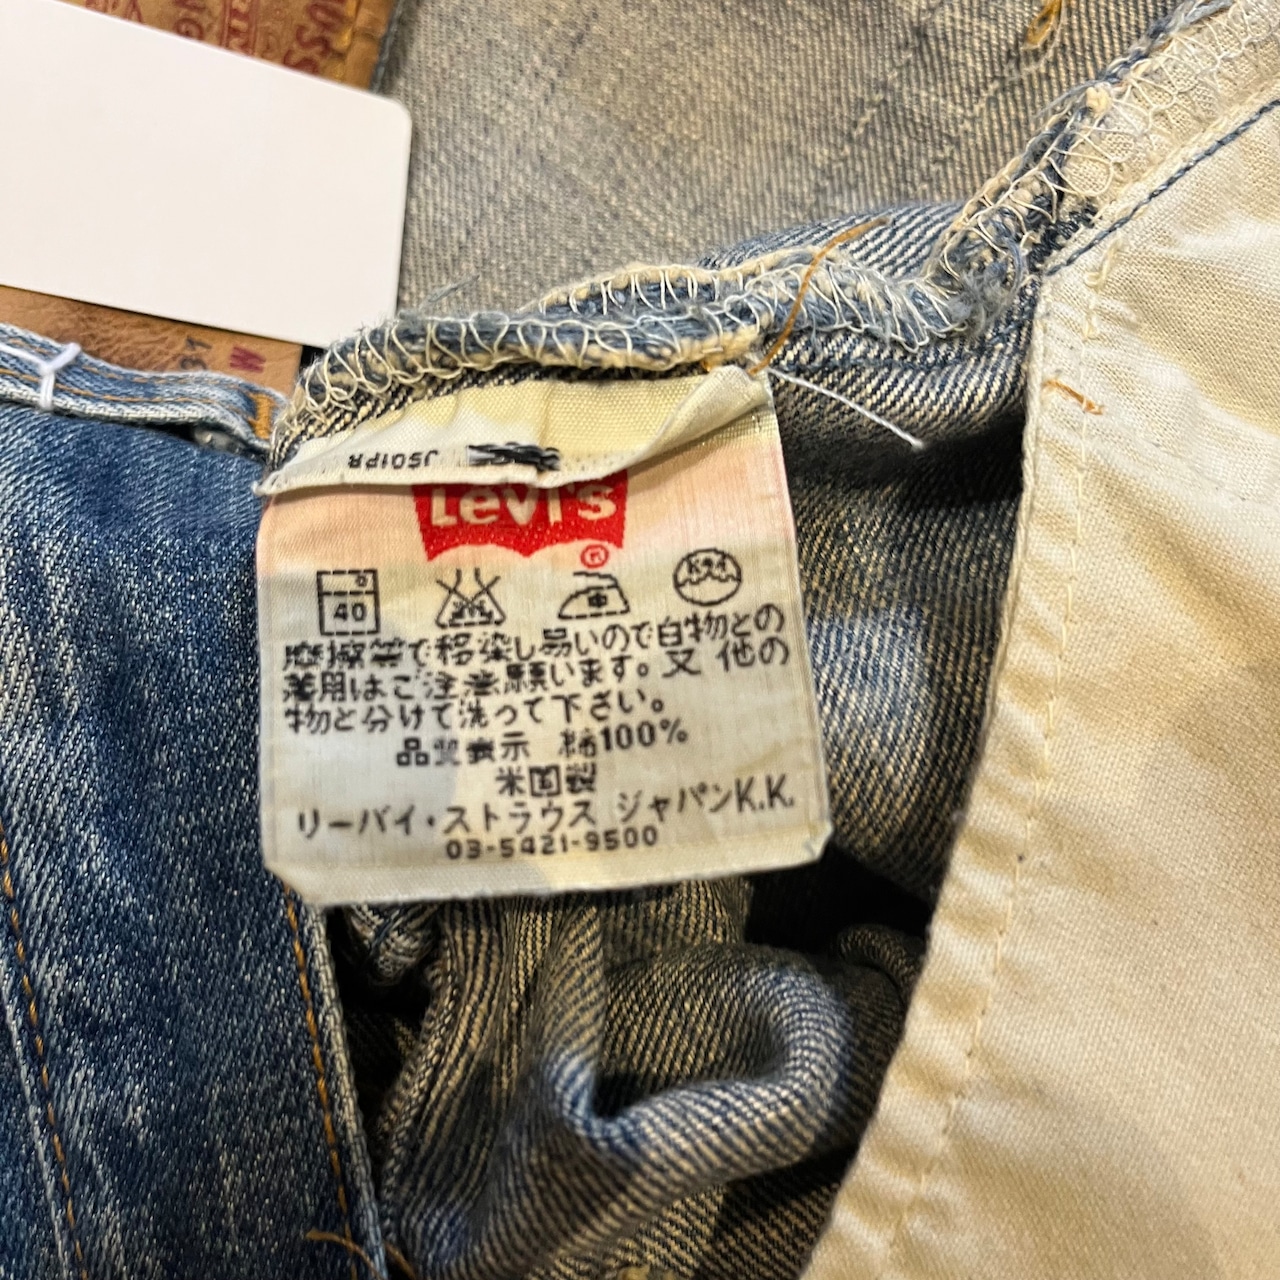 JS01PR
Levi's
®
40
中
摩擦等で移染し易いので白物との
着用はご注意願います。又 他の
物と分けて洗って下さい。
品質表示 綿100%
米国製
リーバイ・ストラウス ジャパンK.K.
03-5421-9500